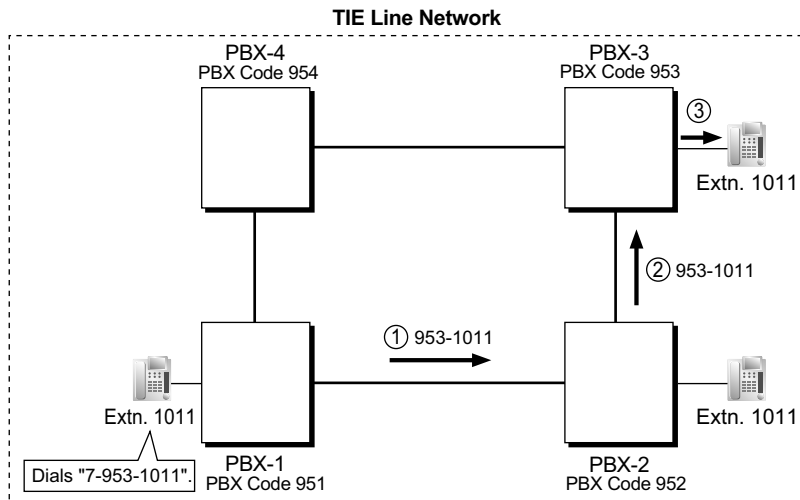 TIE Line Network
PBX-4
PBX Code 954
PBX-3
PBX Code 953
③
Extn. 1011
② 953-1011
① 953-1011
Extn. 1011
Extn. 1011
Dials "7-953-1011".
PBX-1
PBX Code 951
PBX-2
PBX Code 952